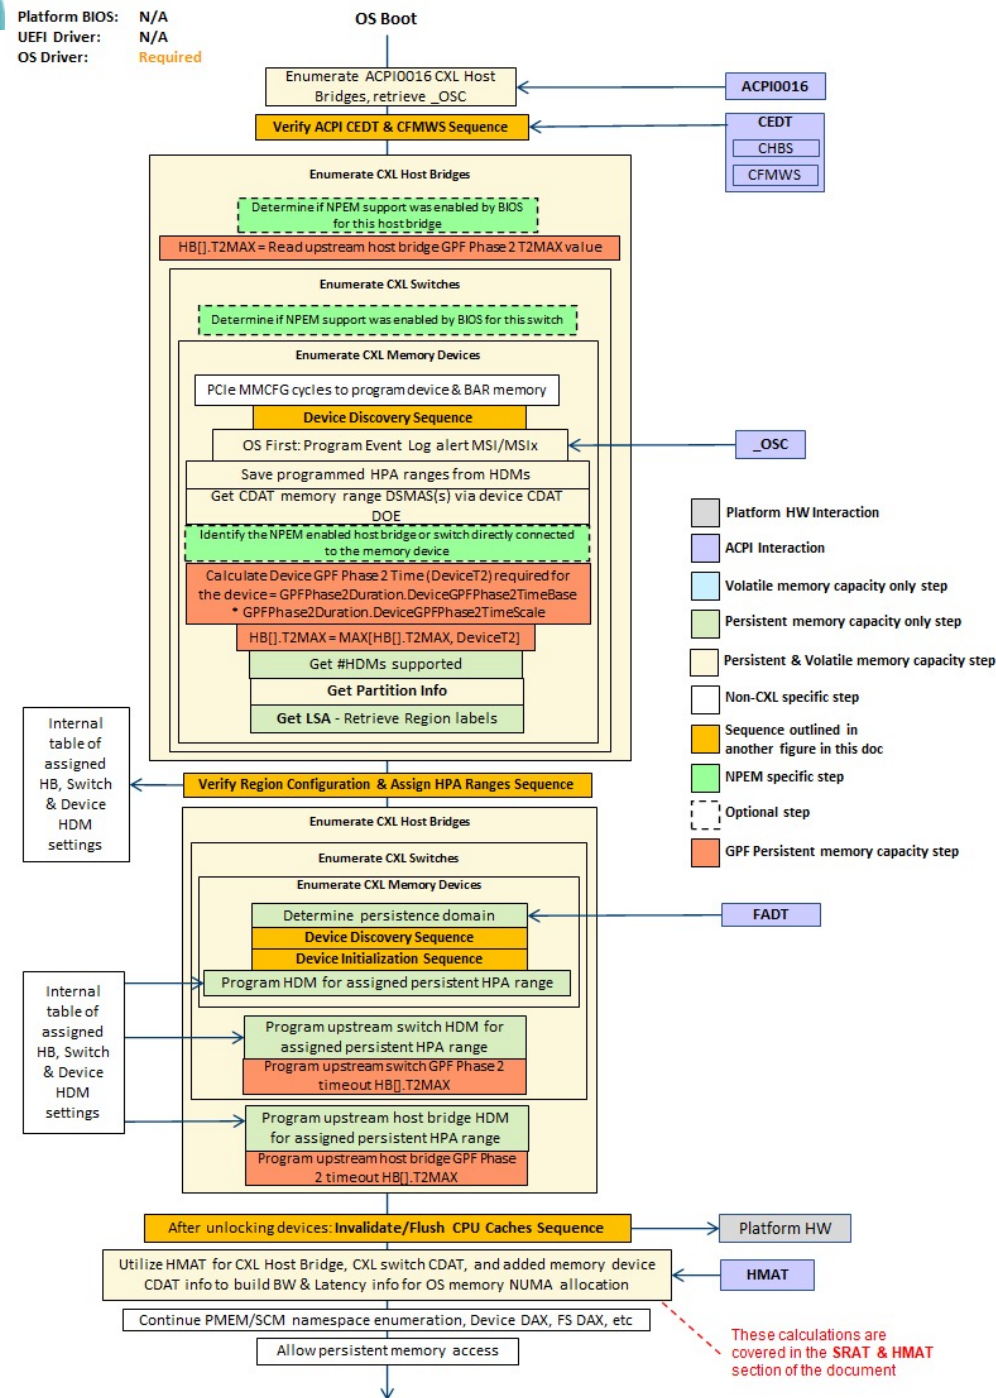 Platform BIOS: N/A
UEFI Driver: N/A
OS Driver: Required
OS Boot
Enumerate ACPI0016 CXL Host
Bridges, retrieve _OSC
ACPI0016
Verify ACPI CEDT & CFMWS Sequence
CEDT
CHBS
CFMWS
Enumerate CXL Host Bridges
Determine if NPEM support was enabled by BIOS
for this host bridge
HB[].T2MAX = Read upstream host bridge GPF Phase 2 T2MAX value
Enumerate CXL Switches
Determine if NPEM support was enabled by BIOS for this switch
Enumerate CXL Memory Devices
PCIe MMCFG cycles to program device & BAR memory
Device Discovery Sequence
OS First: Program Event Log alert MSI/MSIx
_OSC
Save programmed HPA ranges from HDMs
Get CDAT memory range DSMAS(s) via device CDAT
DOE
Identify the NPEM enabled host bridge or switch directly connected
to the memory device
Calculate Device GPF Phase 2 Time (DeviceT2) required for
the device = GPFPhase2Duration.DeviceGPFPhase2TimeBase
* GPFPhase2Duration.DeviceGPFPhase2TimeScale
HB[].T2MAX = MAX[HB[].T2MAX, DeviceT2]
Get #HDMs supported
Get Partition Info
Get LSA - Retrieve Region labels
Platform HW Interaction
ACPI Interaction
Volatile memory capacity only step
Persistent memory capacity only step
Persistent & Volatile memory capacity step
Non-CXL specific step
Sequence outlined in
another figure in this doc
NPEM specific step
Optional step
GPF Persistent memory capacity step
Internal
table of
assigned
HB, Switch
& Device
HDM
settings
Verify Region Configuration & Assign HPA Ranges Sequence
Enumerate CXL Host Bridges
Enumerate CXL Switches
Enumerate CXL Memory Devices
Determine persistence domain
FADT
Device Discovery Sequence
Device Initialization Sequence
Program HDM for assigned persistent HPA range
Internal
table of
assigned
HB, Switch
& Device
HDM
settings
Program upstream switch HDM for
assigned persistent HPA range
Program upstream switch GPF Phase 2
timeout HB[].T2MAX
Program upstream host bridge HDM
for assigned persistent HPA range
Program upstream host bridge GPF Phase
2 timeout HB[].T2MAX
After unlocking devices: Invalidate/Flush CPU Caches Sequence
Platform HW
Utilize HMAT for CXL Host Bridge, CXL switch CDAT, and added memory device
CDAT info to build BW & Latency info for OS memory NUMA allocation
HMAT
Continue PMEM/SCM namespace enumeration, Device DAX, FS DAX, etc
Allow persistent memory access
These calculations are
covered in the SRAT & HMAT
section of the document